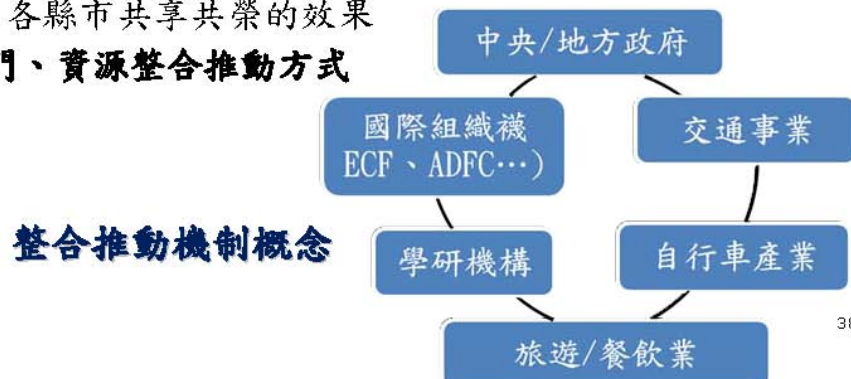 各縣市共享共榮的效果
門、資源整合推動方式
中央/地方政府
國際組織襪
ECF、ADFC…)
交通事業
整合推動機制概念
學研機構
自行車產業
旅遊/餐飲業
38